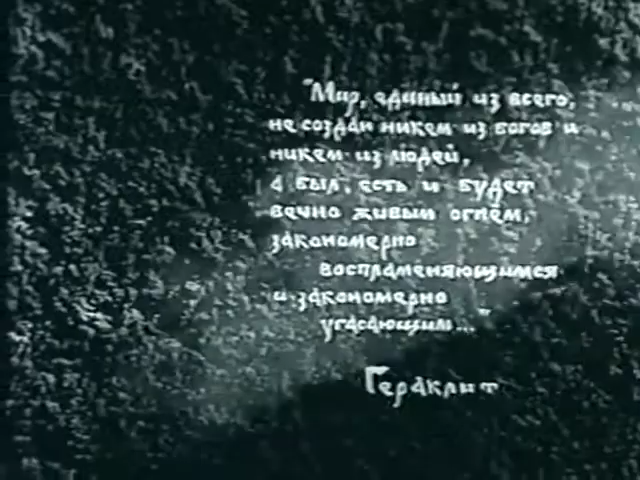 "Мир, единый из всего,
не создан никем из богов и
никем из людей,
а был, есть и будет
вечно живым огнем,
закономерно
воспламеняющимся
и закономерно
угасающим..."
Гераклит